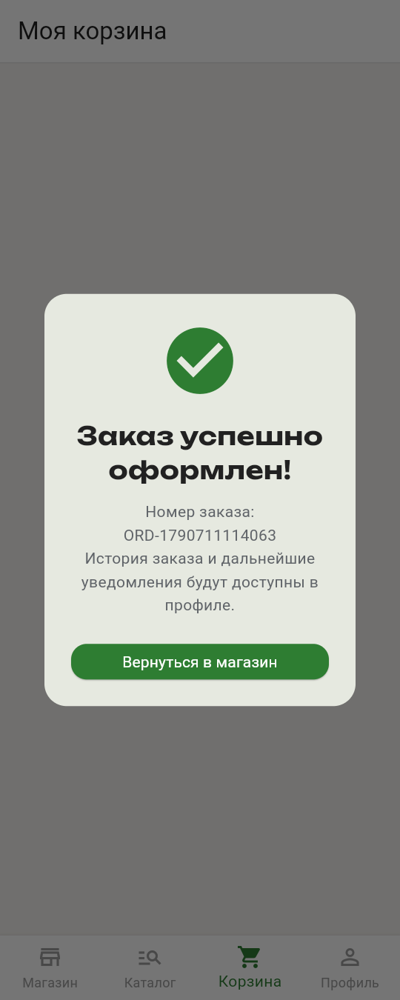 Моя корзина
Заказ успешно
оформлен!
Номер заказа:
ORD-1790711114063
История заказа и дальнейшие
уведомления будут доступны в
профиле.
Вернуться в магазин
Магазин
Каталог
Корзина
Профиль